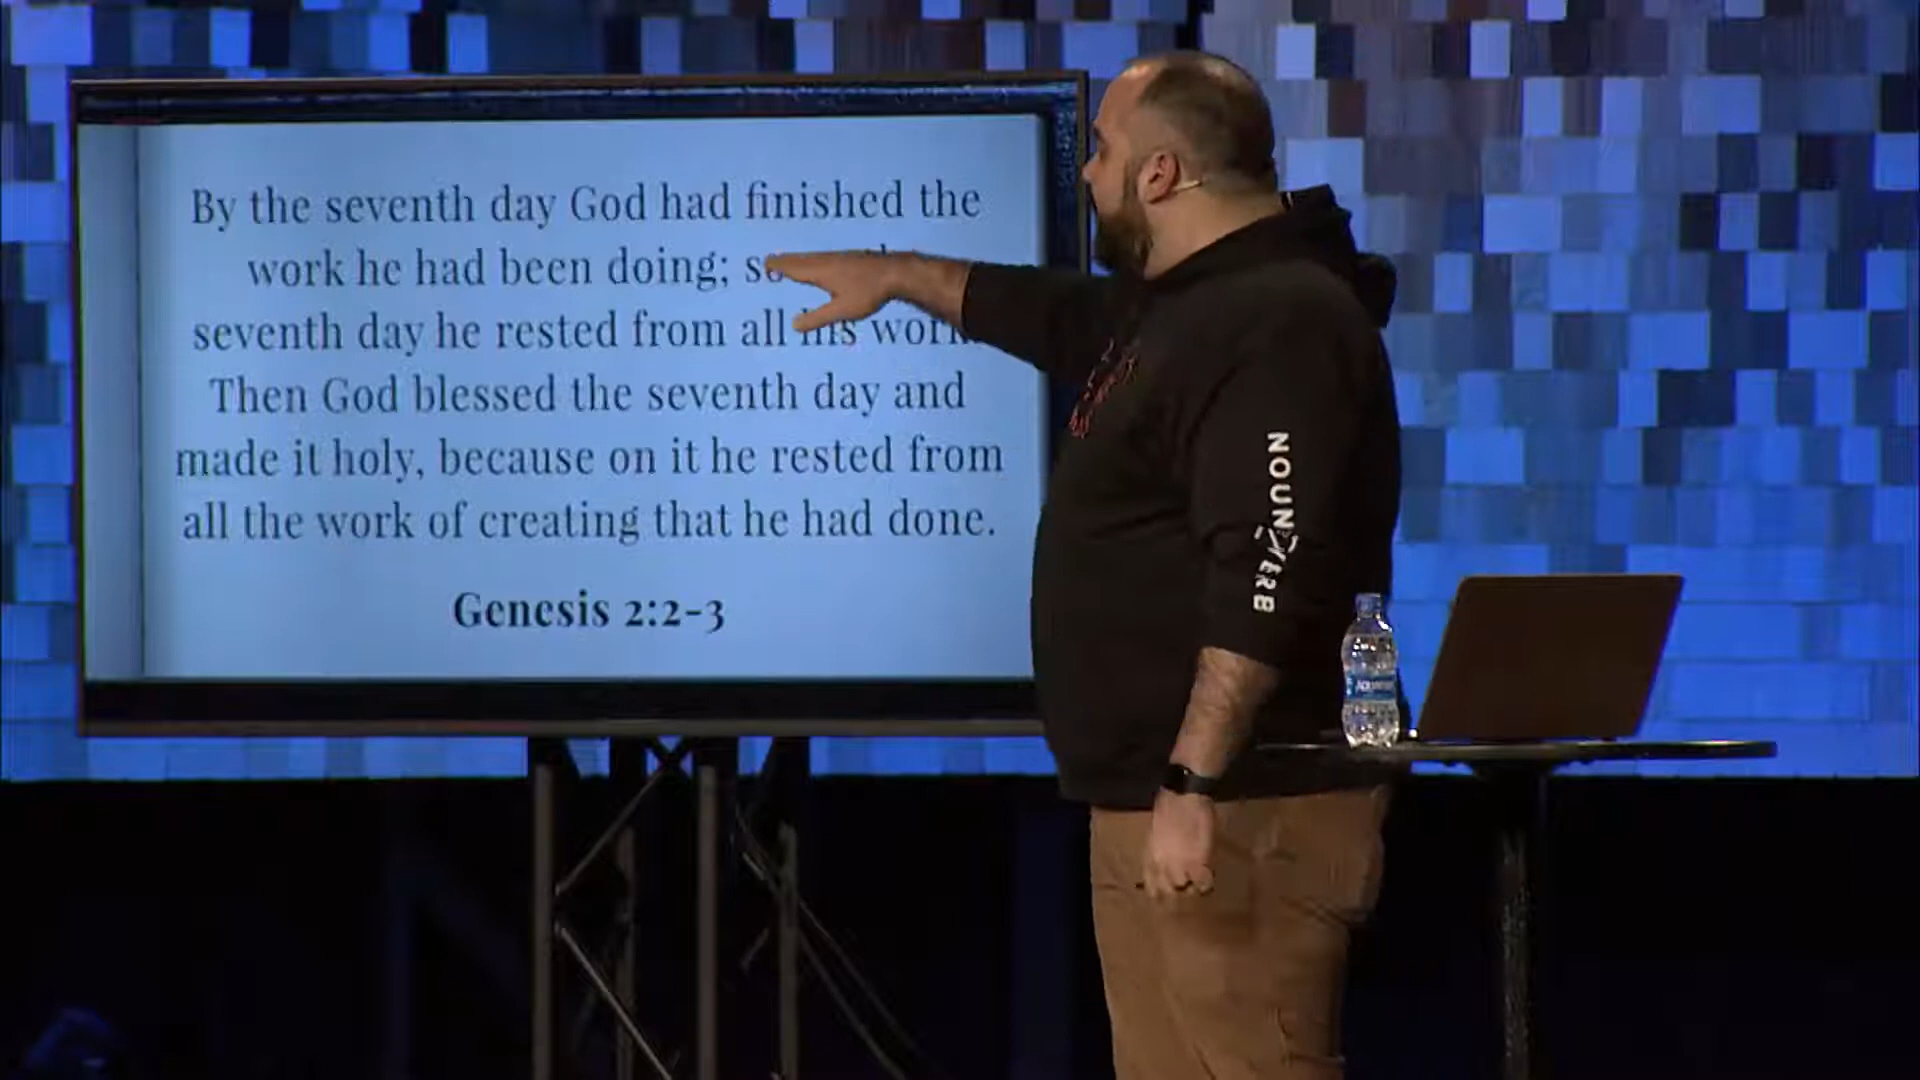 By the seventh day God had finished the
work he had been doing;
seventh day he rested from all his
Then God blessed the seventh day and
made it holy, because on it he rested from
all the work of creating that he had done.
Genesis 2:2-3
NOUN
VERB